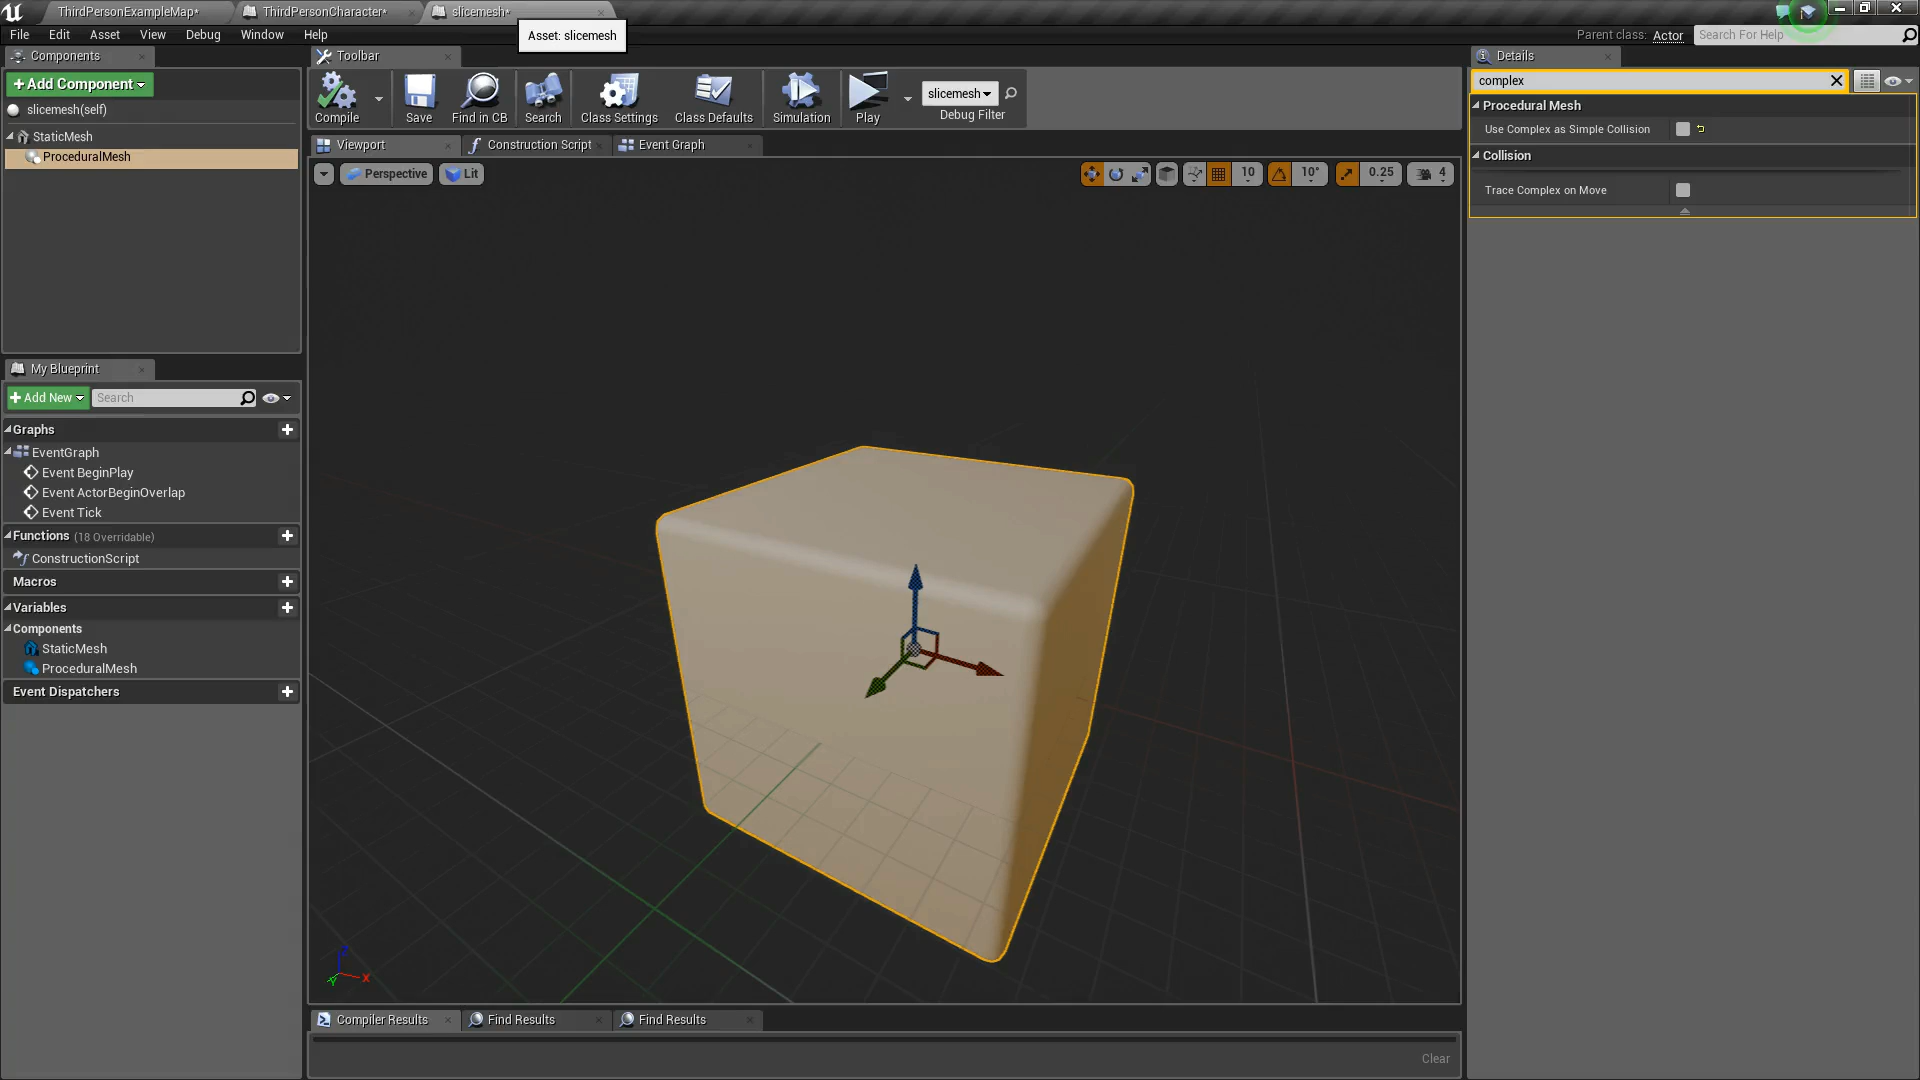 ThirdPersonExampleMap*
ThirdPersonCharacter*
slicemesh*
File Edit Asset View Debug Window Help
Asset: slicemesh
Parent class: Actor
Search For Help
Components
+ Add Component
slicemesh(self)
StaticMesh
ProceduralMesh
Toolbar
Compile
Save
Find in CB
Search
Class Settings
Class Defaults
Simulation
Play
slicemesh
Debug Filter
Viewport
Construction Script
Event Graph
Perspective
Lit
10
10°
0.25
4
Details
complex
Procedural Mesh
Use Complex as Simple Collision
Collision
Trace Complex on Move
My Blueprint
+ Add New
Search
Graphs
EventGraph
Event BeginPlay
Event ActorBeginOverlap
Event Tick
Functions (18 Overridable)
ConstructionScript
Macros
Variables
Components
StaticMesh
ProceduralMesh
Event Dispatchers
Z
X
Y
Compiler Results
Find Results
Find Results
Clear